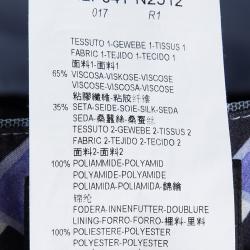 017 R1
TESSUTO 1-GEWEBE 1-TISSUS 1
FABRIC 1-TEJIDO 1-TECIDO 1
面料1-面料1
65% VISCOSA-VISKOSE-VISCOSE
VISCOSE-VISCOSA-VISCOSE
粘膠纖維-粘胶纤维
35% SETA-SEIDE-SOIE-SILK-SEDA
SEDA-桑蠶絲-桑蚕丝
TESSUTO 2-GEWEBE 2-TISSUS 2
FABRIC 2-TEJIDO 2-TECIDO 2
面料2-面料2
100% POLIAMMIDE-POLYAMID
POLYAMIDE-POLYAMIDE
POLIAMIDA-POLIAMIDA-錦綸
锦纶
FODERA-INNENFUTTER-DOUBLURE
LINING-FORRO-FORRO-裡料-里料
100% POLIESTERE-POLYESTER
POLYESTER-POLYESTER